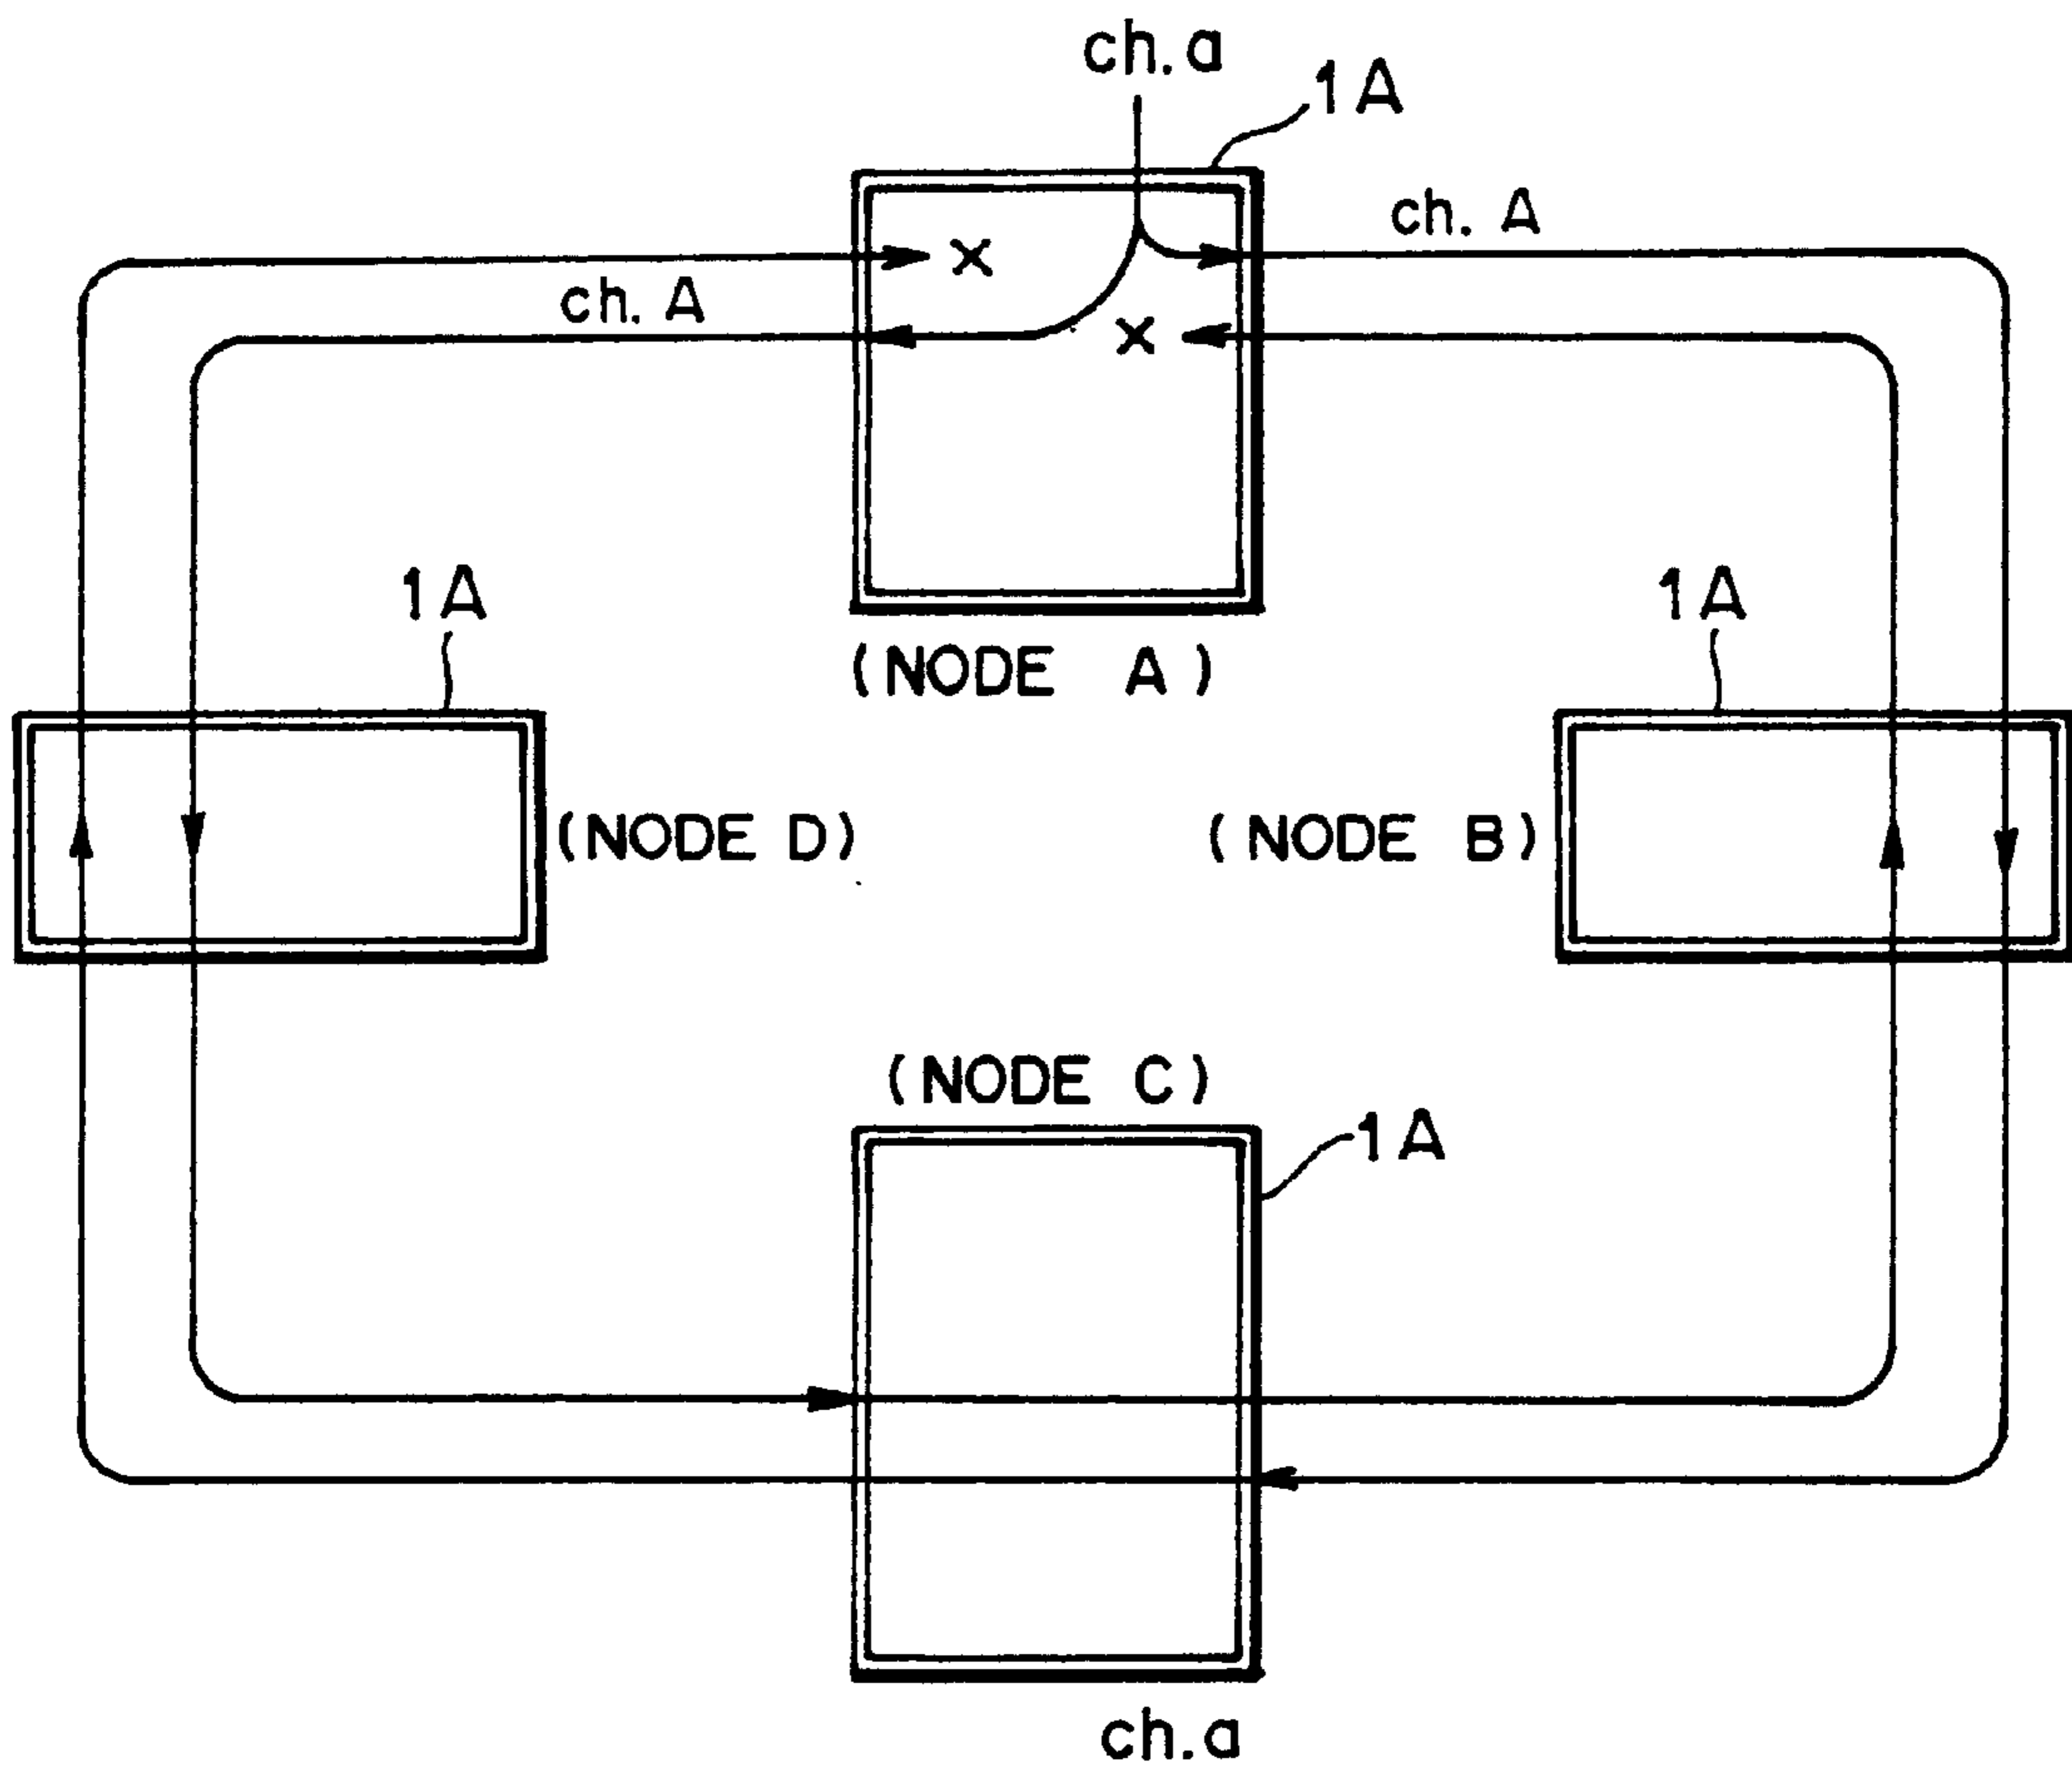 ch.a
1A
ch. A
x
ch. A
x
(NODE A)
1A
1A
(NODE D)
(NODE B)
(NODE C)
1A
ch.a